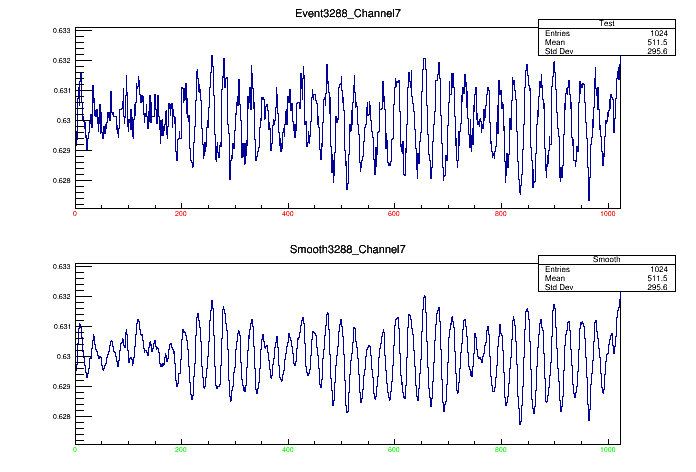 Event3288_Channel7
Test
Entries 1024
Mean 511.5
Std Dev 295.6
0.633
0.632
0.631
0.63
0.629
0.628
0 200 400 600 800 1000
Smooth3288_Channel7
Smooth
Entries 1024
Mean 511.5
Std Dev 295.6
0.633
0.632
0.631
0.63
0.629
0.628
0 200 400 600 800 1000